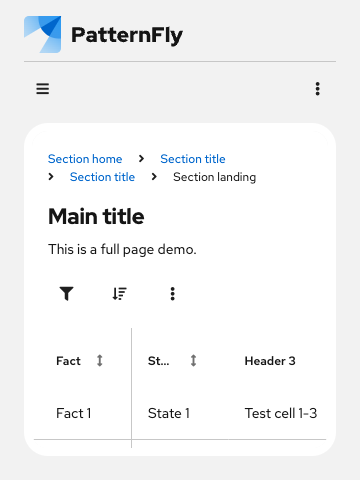 PatternFly
Section home > Section title
> Section title > Section landing
Main title
This is a full page demo.
Fact St... Header 3
Fact 1 State 1 Test cell 1-3